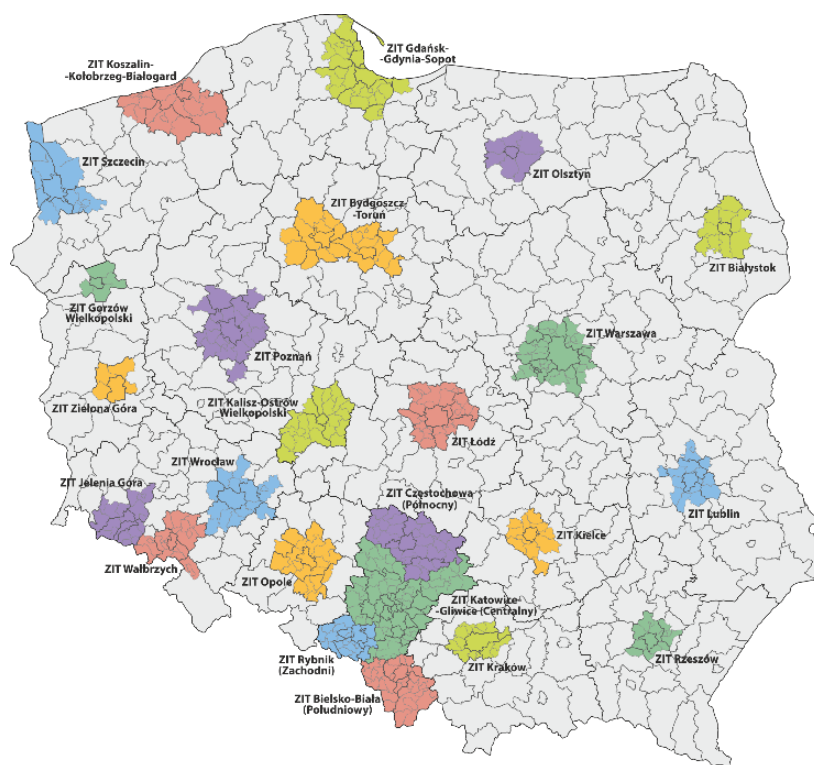 ZIT Gdańsk-
-Gdynia-Sopot
ZIT Koszalin-
-Kołobrzeg-Białogard
ZIT Szczecin
ZIT Olsztyn
ZIT Bydgoszcz-
-Toruń
ZIT Białystok
ZIT Gorzów
Wielkopolski
ZIT Warszawa
ZIT Poznań
ZIT Zielona Góra
ZIT Kalisz-Ostrów
Wielkopolski
ZIT Łódź
ZIT Wrocław
ZIT Jelenia Góra
ZIT Częstochowa
(Północny)
ZIT Lublin
ZIT Kielce
ZIT Wałbrzych
ZIT Opole
ZIT Katowice-
-Gliwice (Centralny)
ZIT Rybnik
(Zachodni)
ZIT Kraków
ZIT Rzeszów
ZIT Bielsko-Biała
(Południowy)